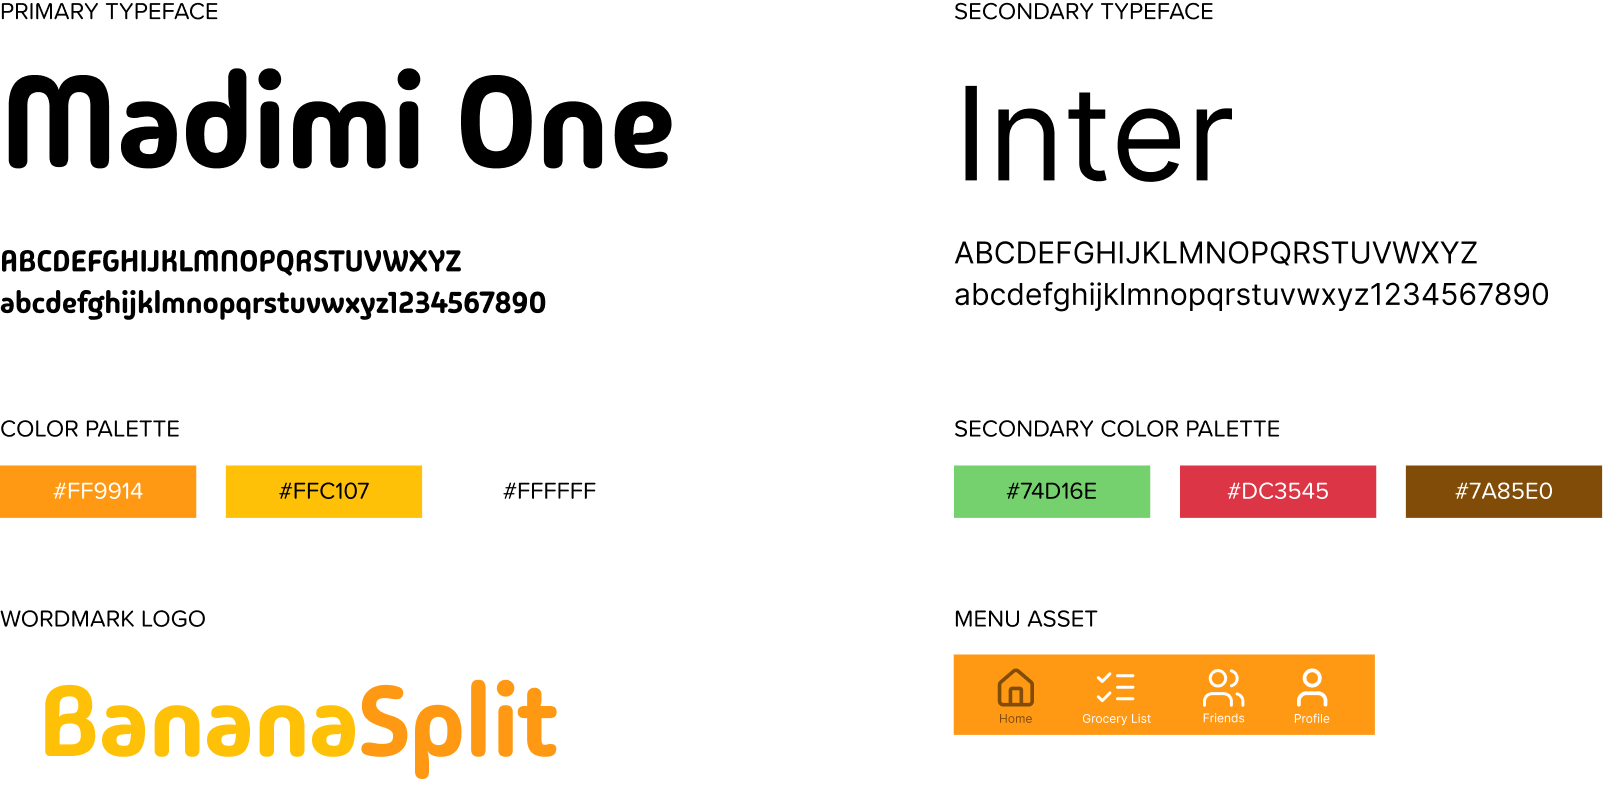 PRIMARY TYPEFACE
Madimi One
ABCDEFGHIJKLMNOPQRSTUVWXYZ
abcdefghijklmnopqrstuvwxyz1234567890
SECONDARY TYPEFACE
Inter
ABCDEFGHIJKLMNOPQRSTUVWXYZ
abcdefghijklmnopqrstuvwxyz1234567890
COLOR PALETTE
#FF9914
#FFC107
#FFFFFF
SECONDARY COLOR PALETTE
#74D16E
#DC3545
#7A85E0
WORDMARK LOGO
BananaSplit
MENU ASSET
Home
Grocery List
Friends
Profile